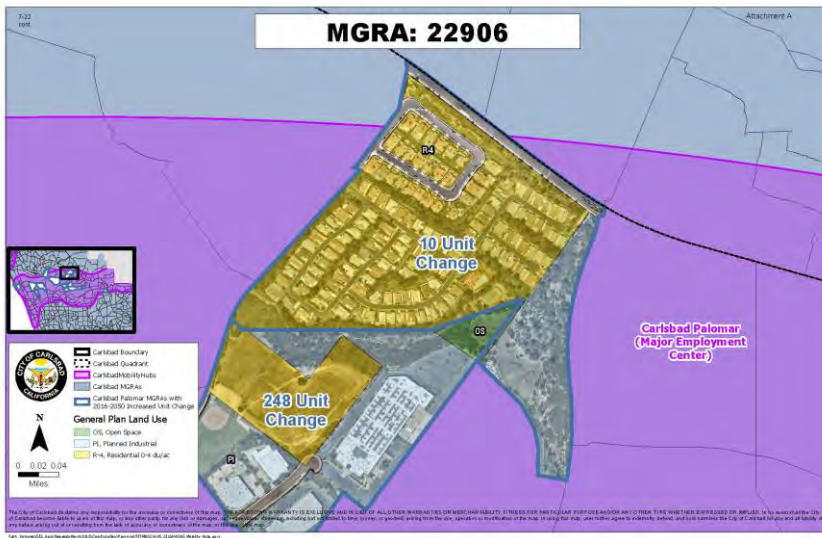 7-22
cont
Attachment A
MGRA: 22906
R-4
10 Unit
Change
OS
Carlsbad Palomar
(Major Employment
Center)
248 Unit
Change
PI
CITY OF CARLSBAD
CALIFORNIA
N
0 0.02 0.04
Miles
Carlsbad Boundary
Carlsbad Quadrant
CarlsbadMobilityHubs
Carlsbad MGRAs
Carlsbad Palomar MGRAs with
2016-2050 Increased Unit Change
General Plan Land Use
OS, Open Space
PI, Planned Industrial
R-4, Residential 0-4 du/ac